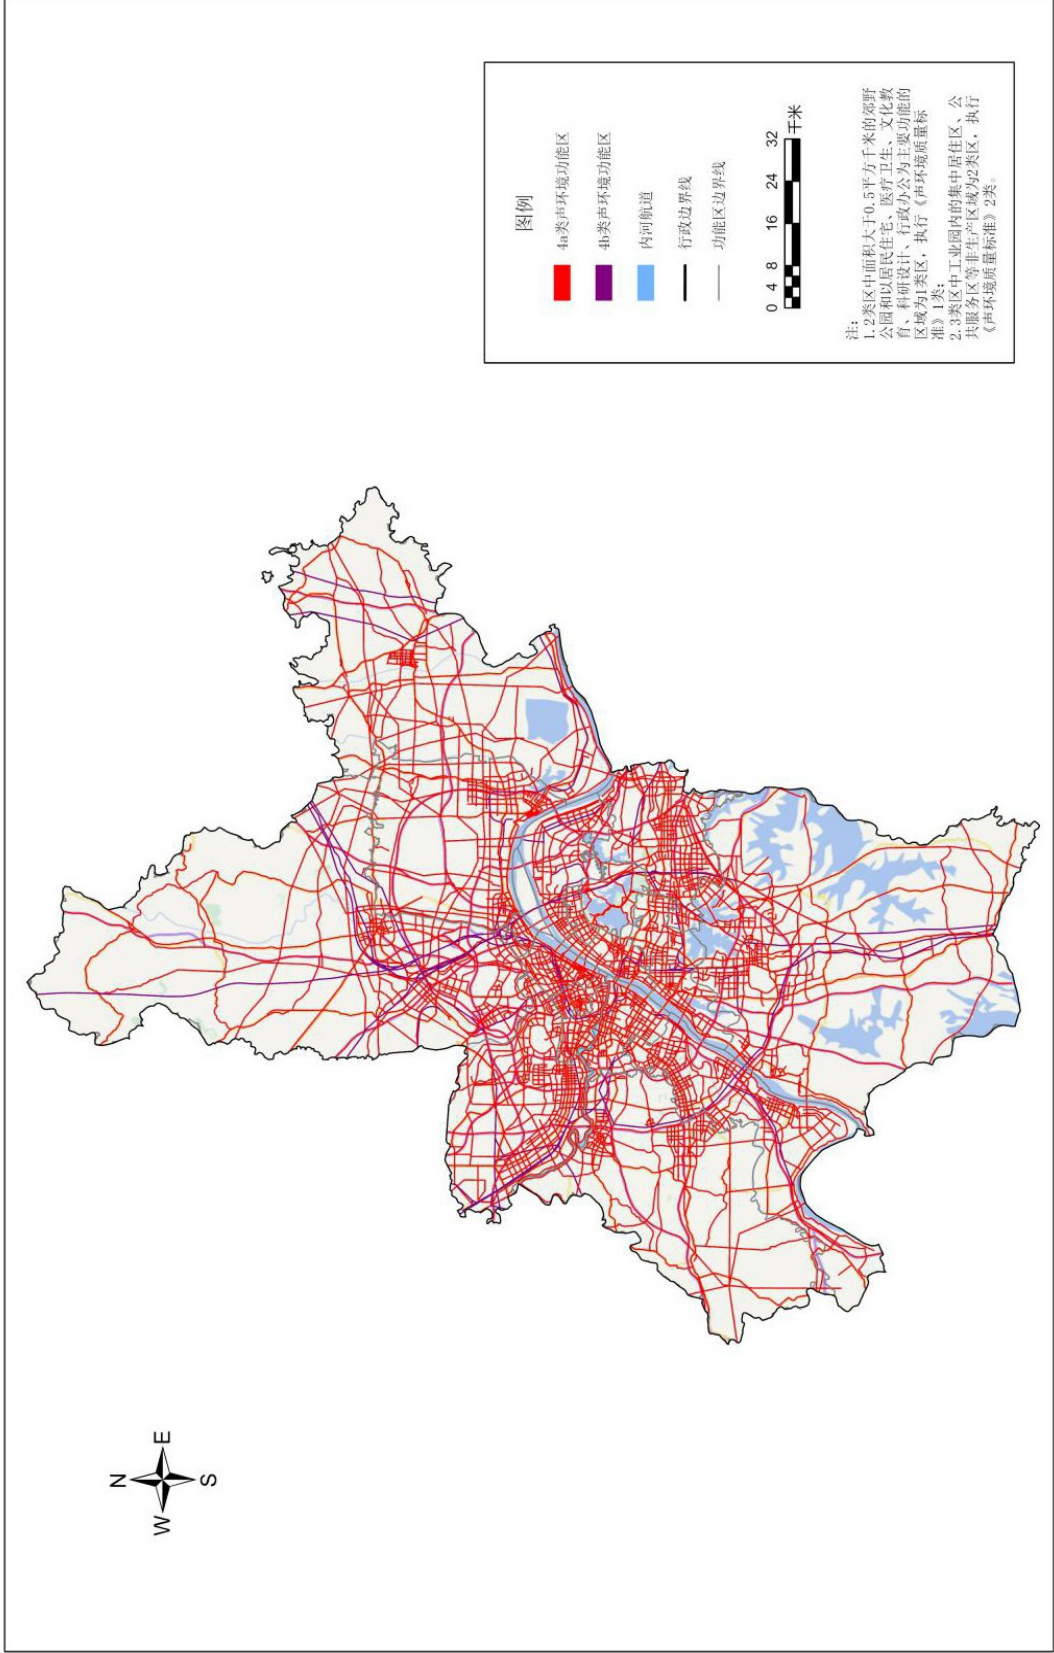 N
W
E
S
图例
4a类声环境功能区
4b类声环境功能区
内河航道
行政边界线
功能区边界线
0 4 8 16 24 32
千米
注:
1.2类区中面积大于0.5平方千米的郊野
公园和以居民住宅、医疗卫生、文化教
育、科研设计、行政办公为主要功能的
区域为1类区,执行《声环境质量标
准》1类;
2.3类区中工业园内的集中居住区、公
共服务区等非生产区域为2类区,执行
《声环境质量标准》2类。